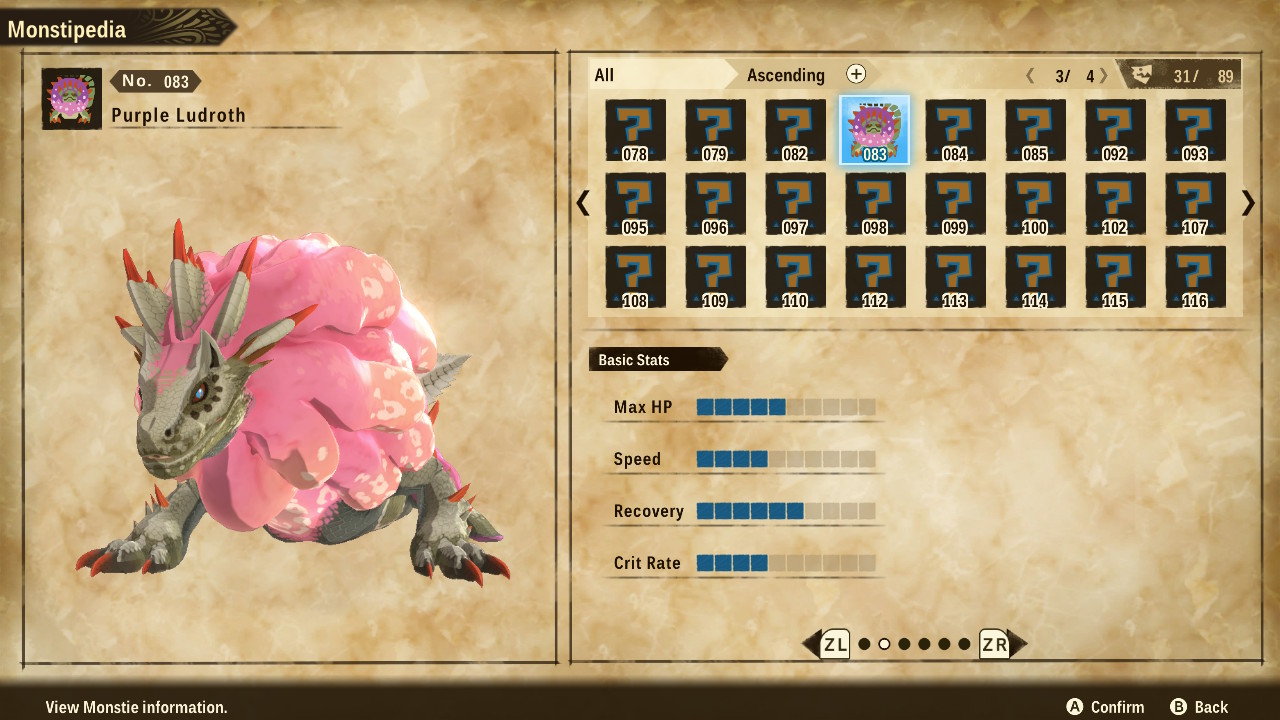 Monstipedia
No. 083
Purple Ludroth
All
Ascending
3/ 4
31/ 89
078 079 082 083 084 085 092 093
095 096 097 098 099 100 102 107
108 109 110 112 113 114 115 116
Basic Stats
Max HP
Speed
Recovery
Crit Rate
ZL ZR
View Monstie information.
A Confirm B Back